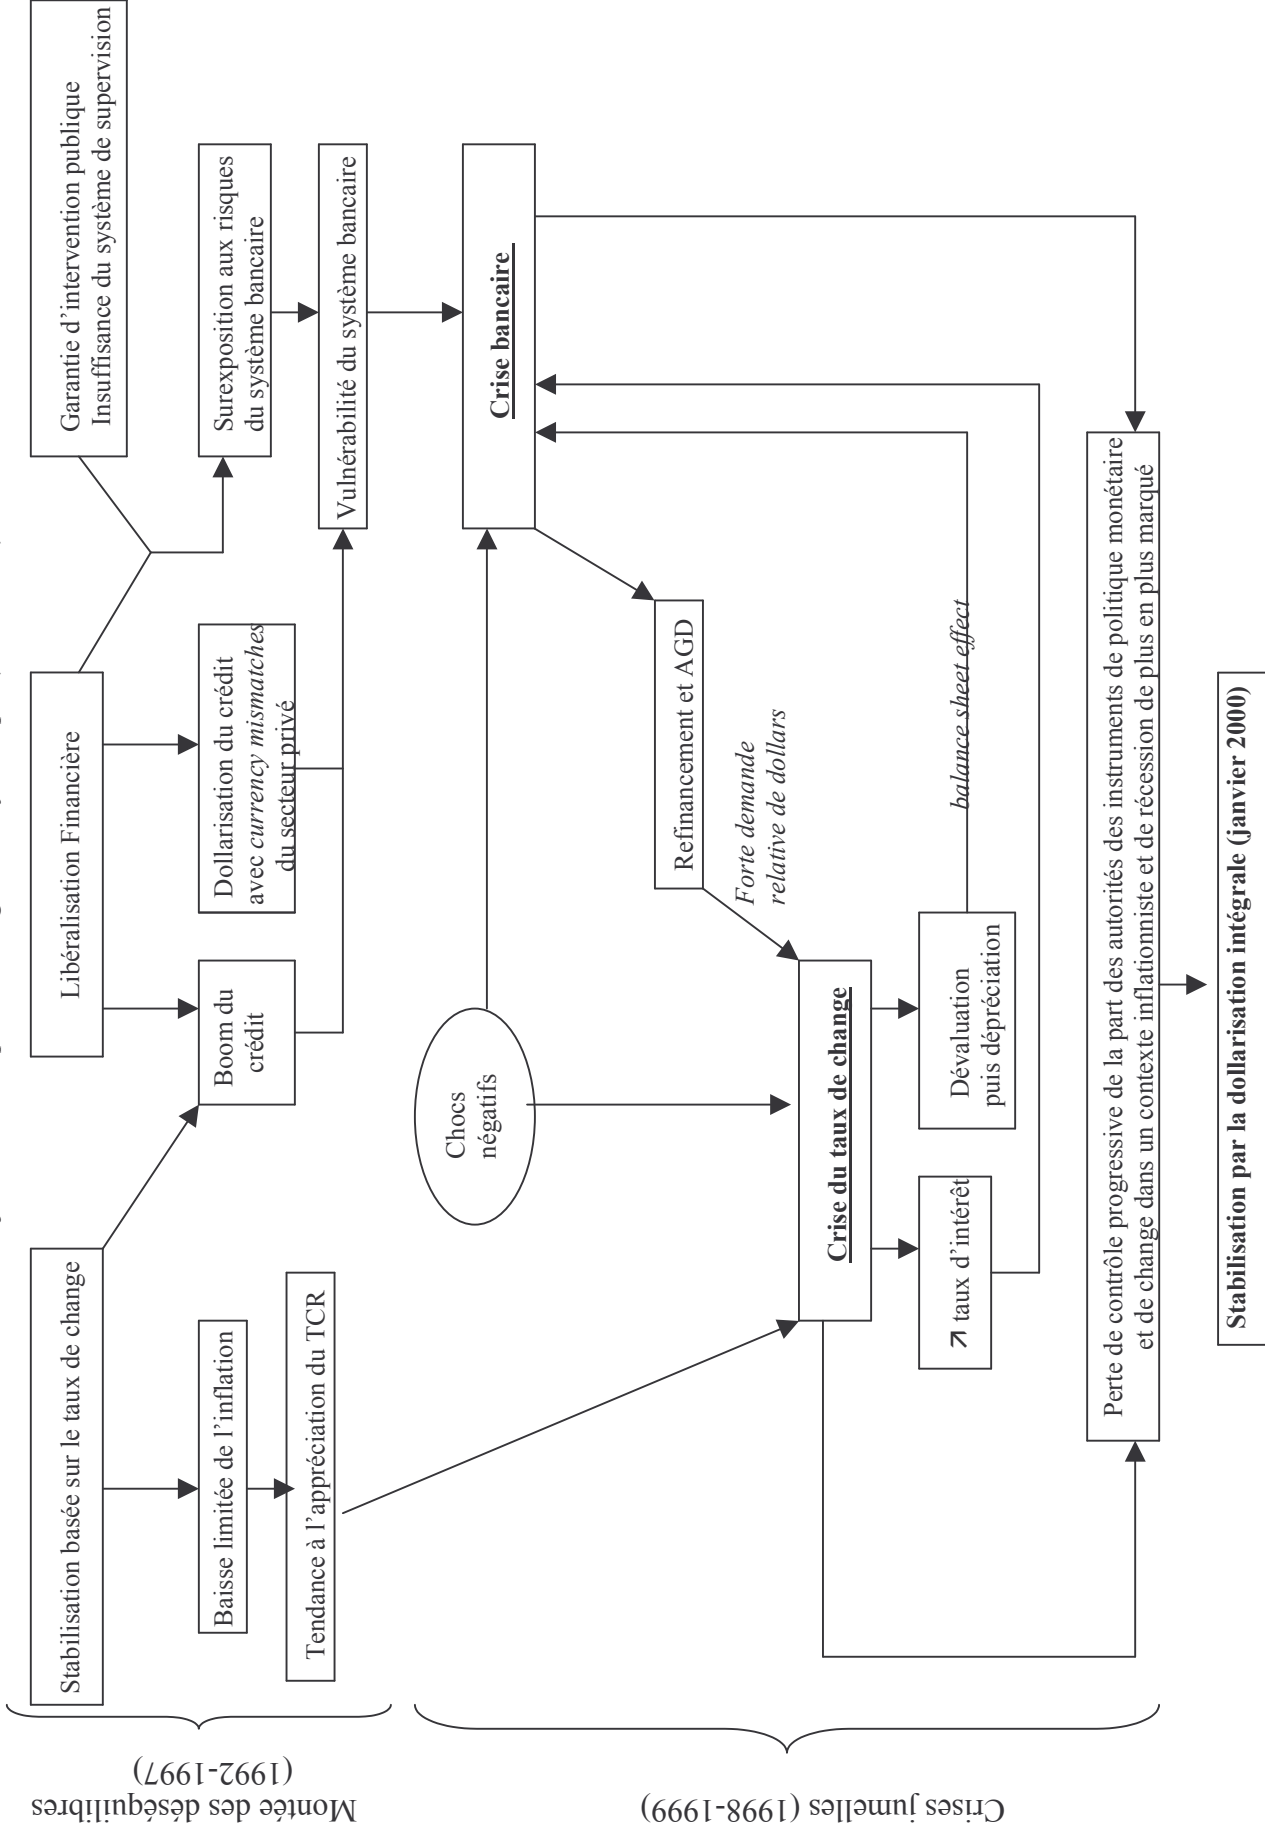 Montée des déséquilibres
(1992-1997)
Stabilisation basée sur le taux de change
Libéralisation Financière
Garantie d'intervention publique
Insuffisance du système de supervision
Baisse limitée de l'inflation
Boom du
crédit
Dollarisation du crédit
avec currency mismatches
du secteur privé
Surexposition aux risques
du système bancaire
Tendance à l'appréciation du TCR
Vulnérabilité du système bancaire
Crises jumelles (1998-1999)
Chocs
négatifs
Crise bancaire
Refinancement et AGD
Forte demande
relative de dollars
Crise du taux de change
↗ taux d'intérêt
Dévaluation
puis dépréciation
balance sheet effect
Perte de contrôle progressive de la part des autorités des instruments de politique monétaire
et de change dans un contexte inflationniste et de récession de plus en plus marqué
Stabilisation par la dollarisation intégrale (janvier 2000)